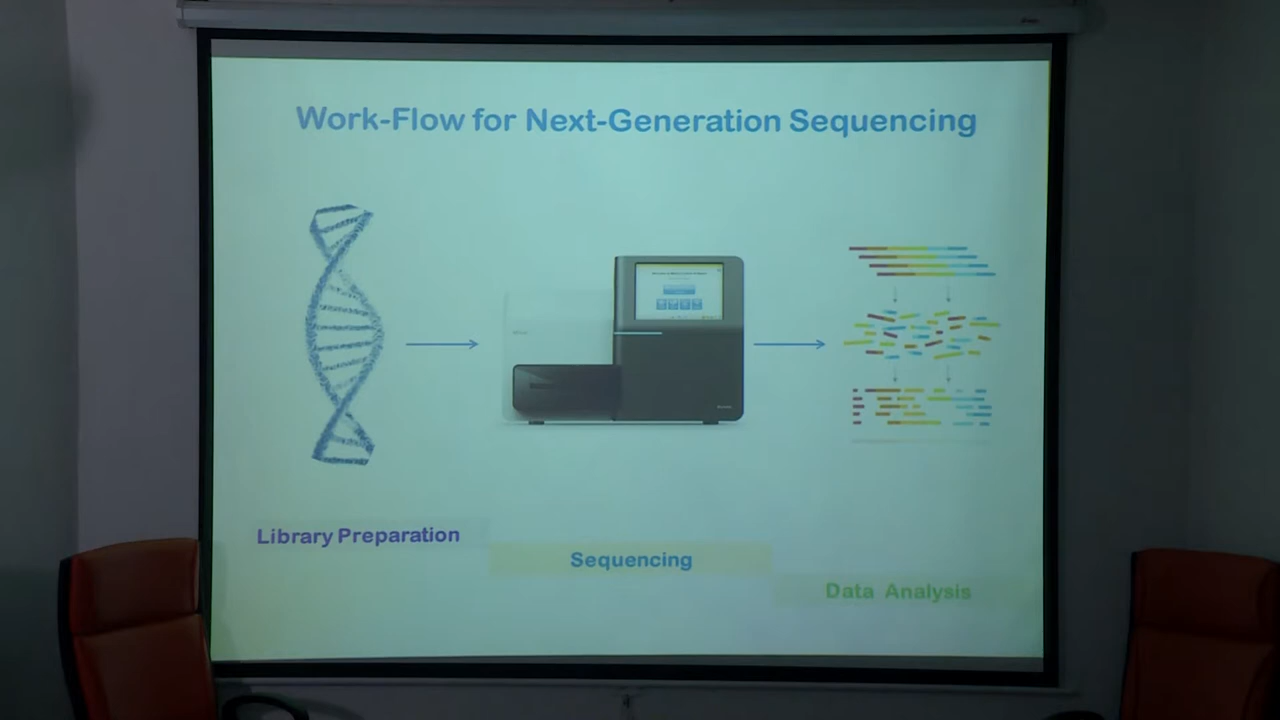 Work-Flow for Next-Generation Sequencing
Library Preparation
Sequencing
Data Analysis